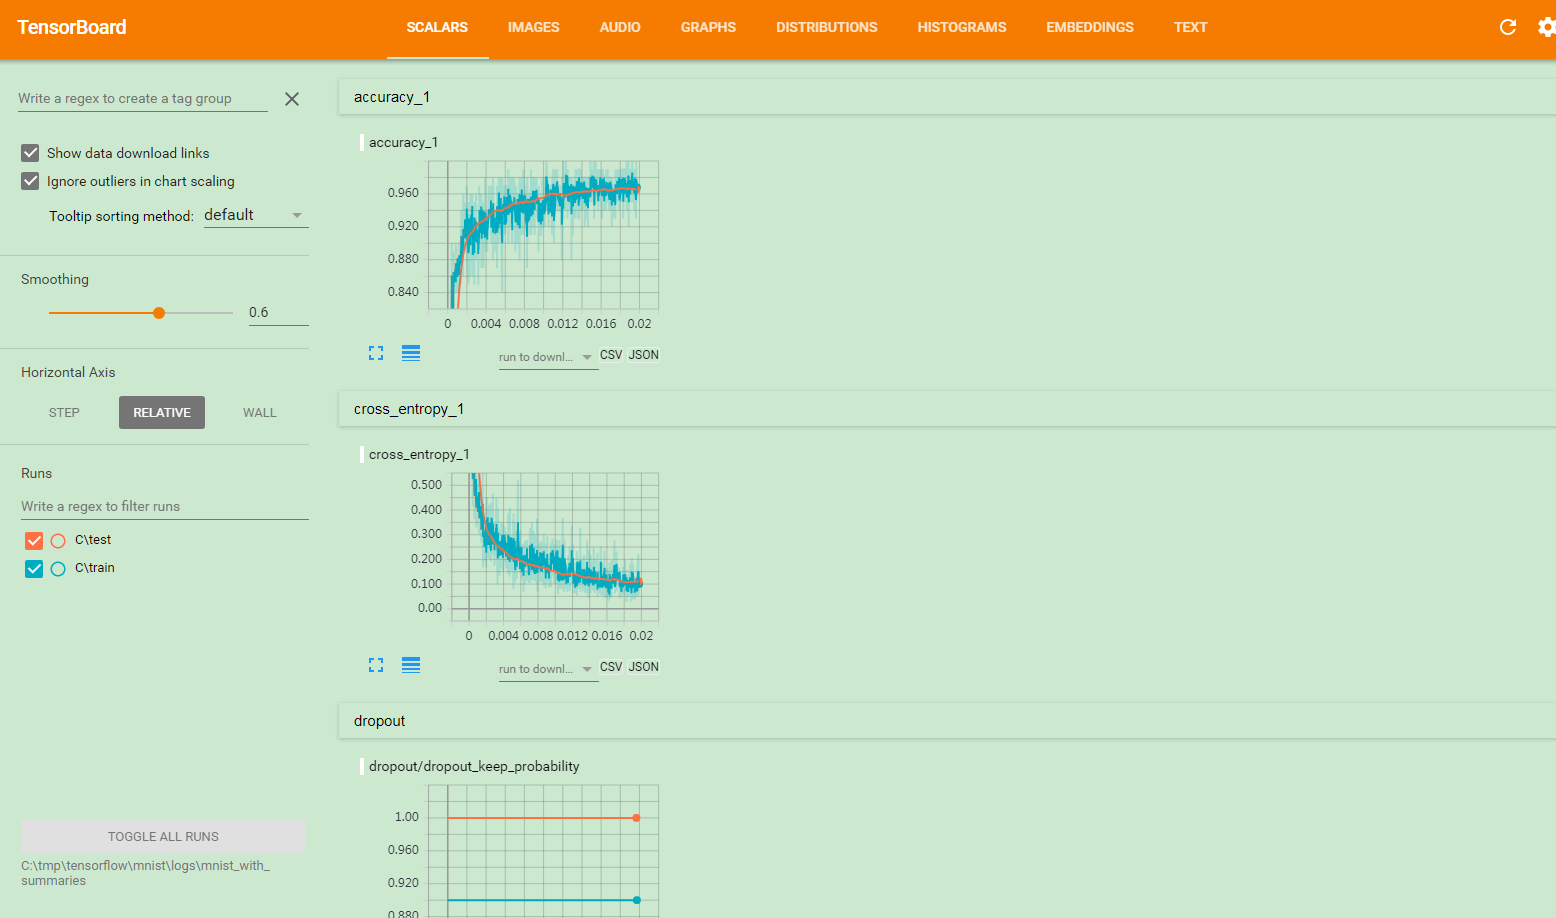 TensorBoard
SCALARS IMAGES AUDIO GRAPHS DISTRIBUTIONS HISTOGRAMS EMBEDDINGS TEXT
Write a regex to create a tag group
Show data download links
Ignore outliers in chart scaling
Tooltip sorting method: default
Smoothing
0.6
Horizontal Axis
STEP RELATIVE WALL
Runs
Write a regex to filter runs
C\test
C\train
TOGGLE ALL RUNS
C:\tmp\tensorflow\mnist\logs\mnist_with_
summaries
accuracy_1
accuracy_1
0.960
0.920
0.880
0.840
0 0.004 0.008 0.012 0.016 0.02
run to downl... CSV JSON
cross_entropy_1
cross_entropy_1
0.500
0.400
0.300
0.200
0.100
0.00
0 0.004 0.008 0.012 0.016 0.02
run to downl... CSV JSON
dropout
dropout/dropout_keep_probability
1.00
0.960
0.920
0.880